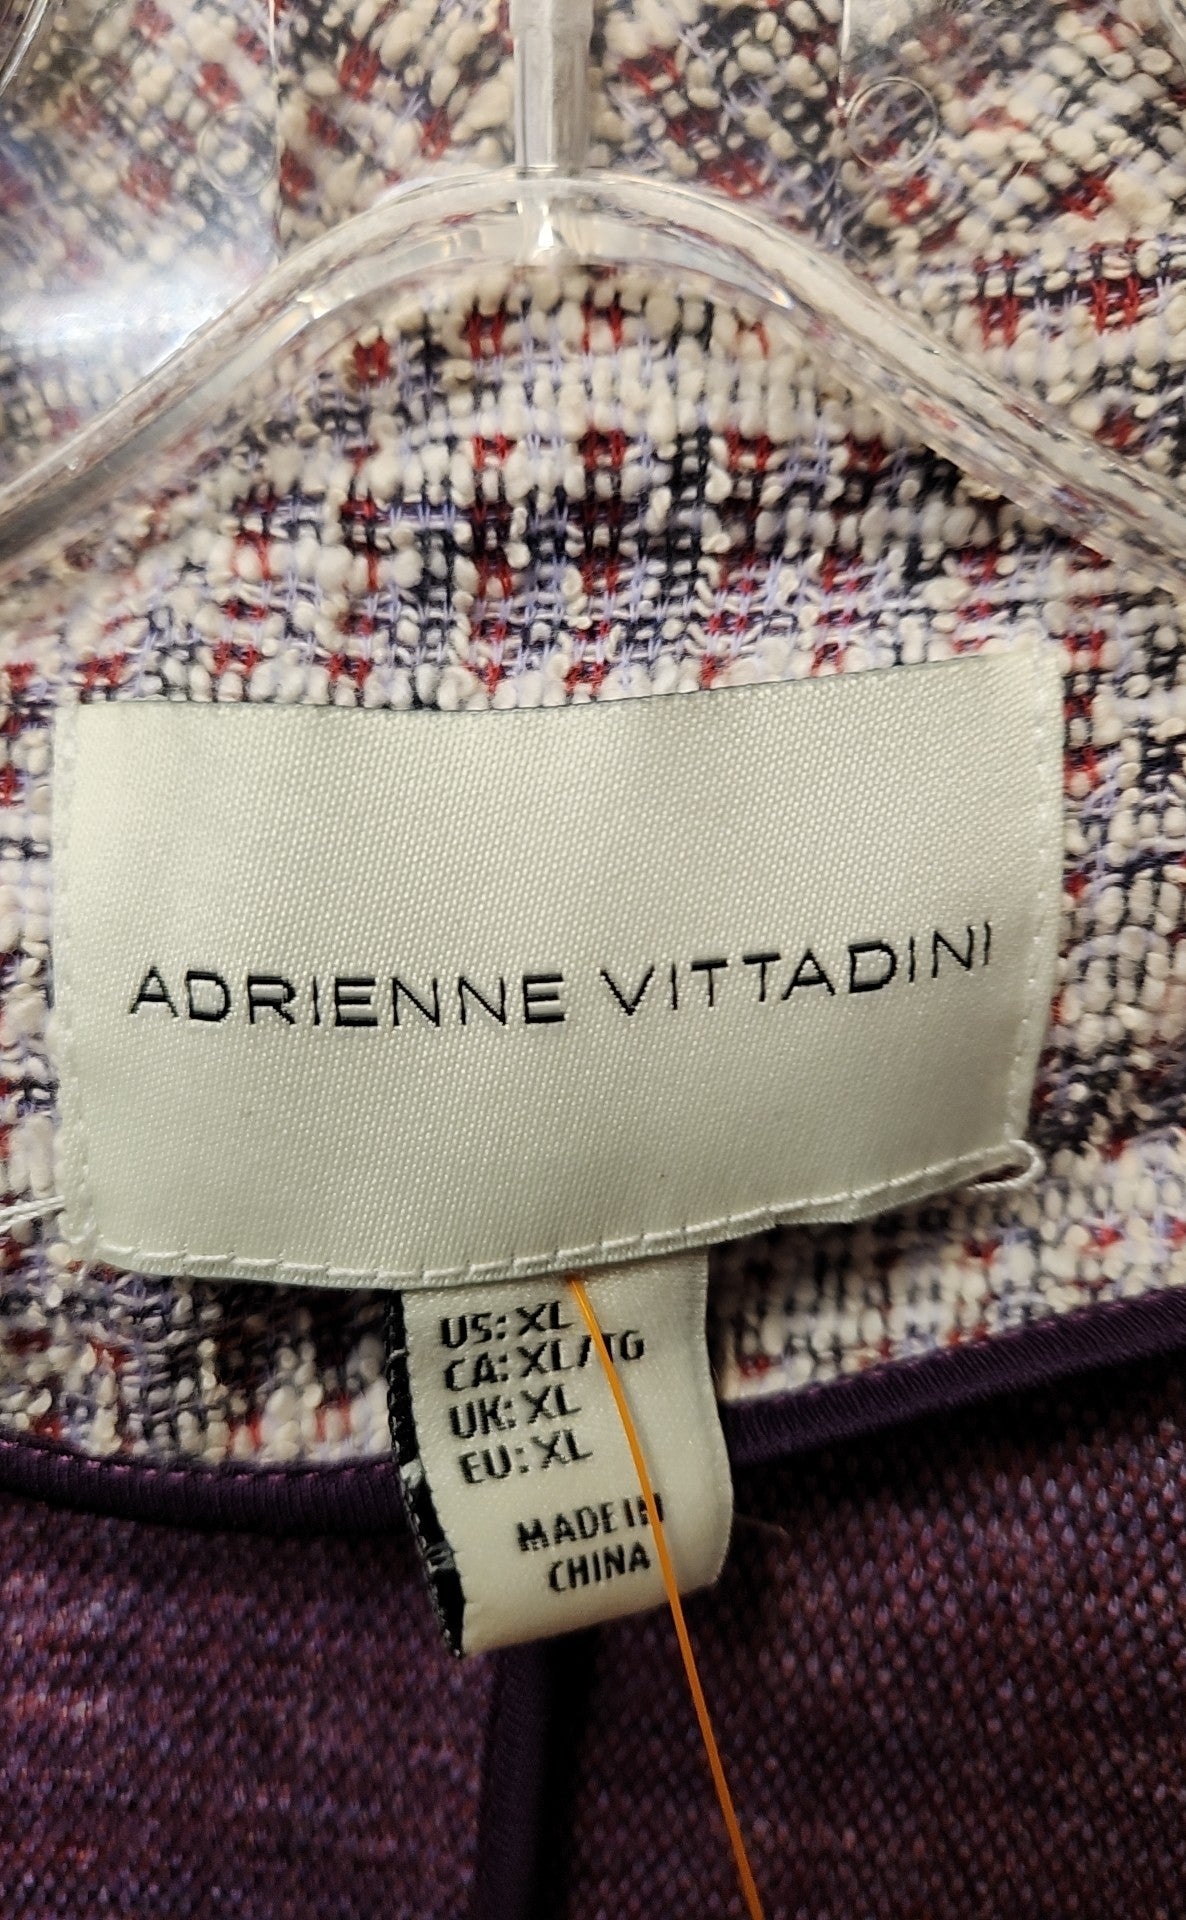 ADRIENNE VITTADINI
US: XL
CA: XL/TG
UK: XL
EU: XL
MADE IN
CHINA